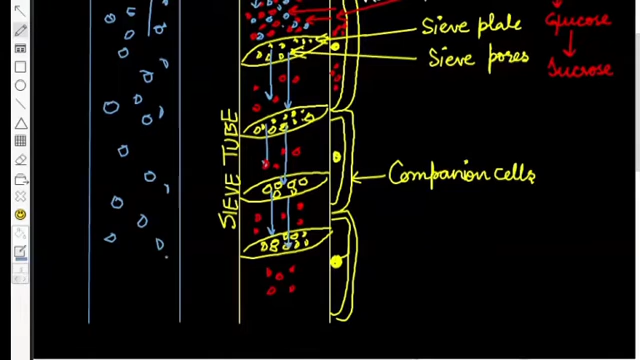 Glucose
Sieve plate
Sieve pores
Sucrose
SIEVE TUBE
Companion cells